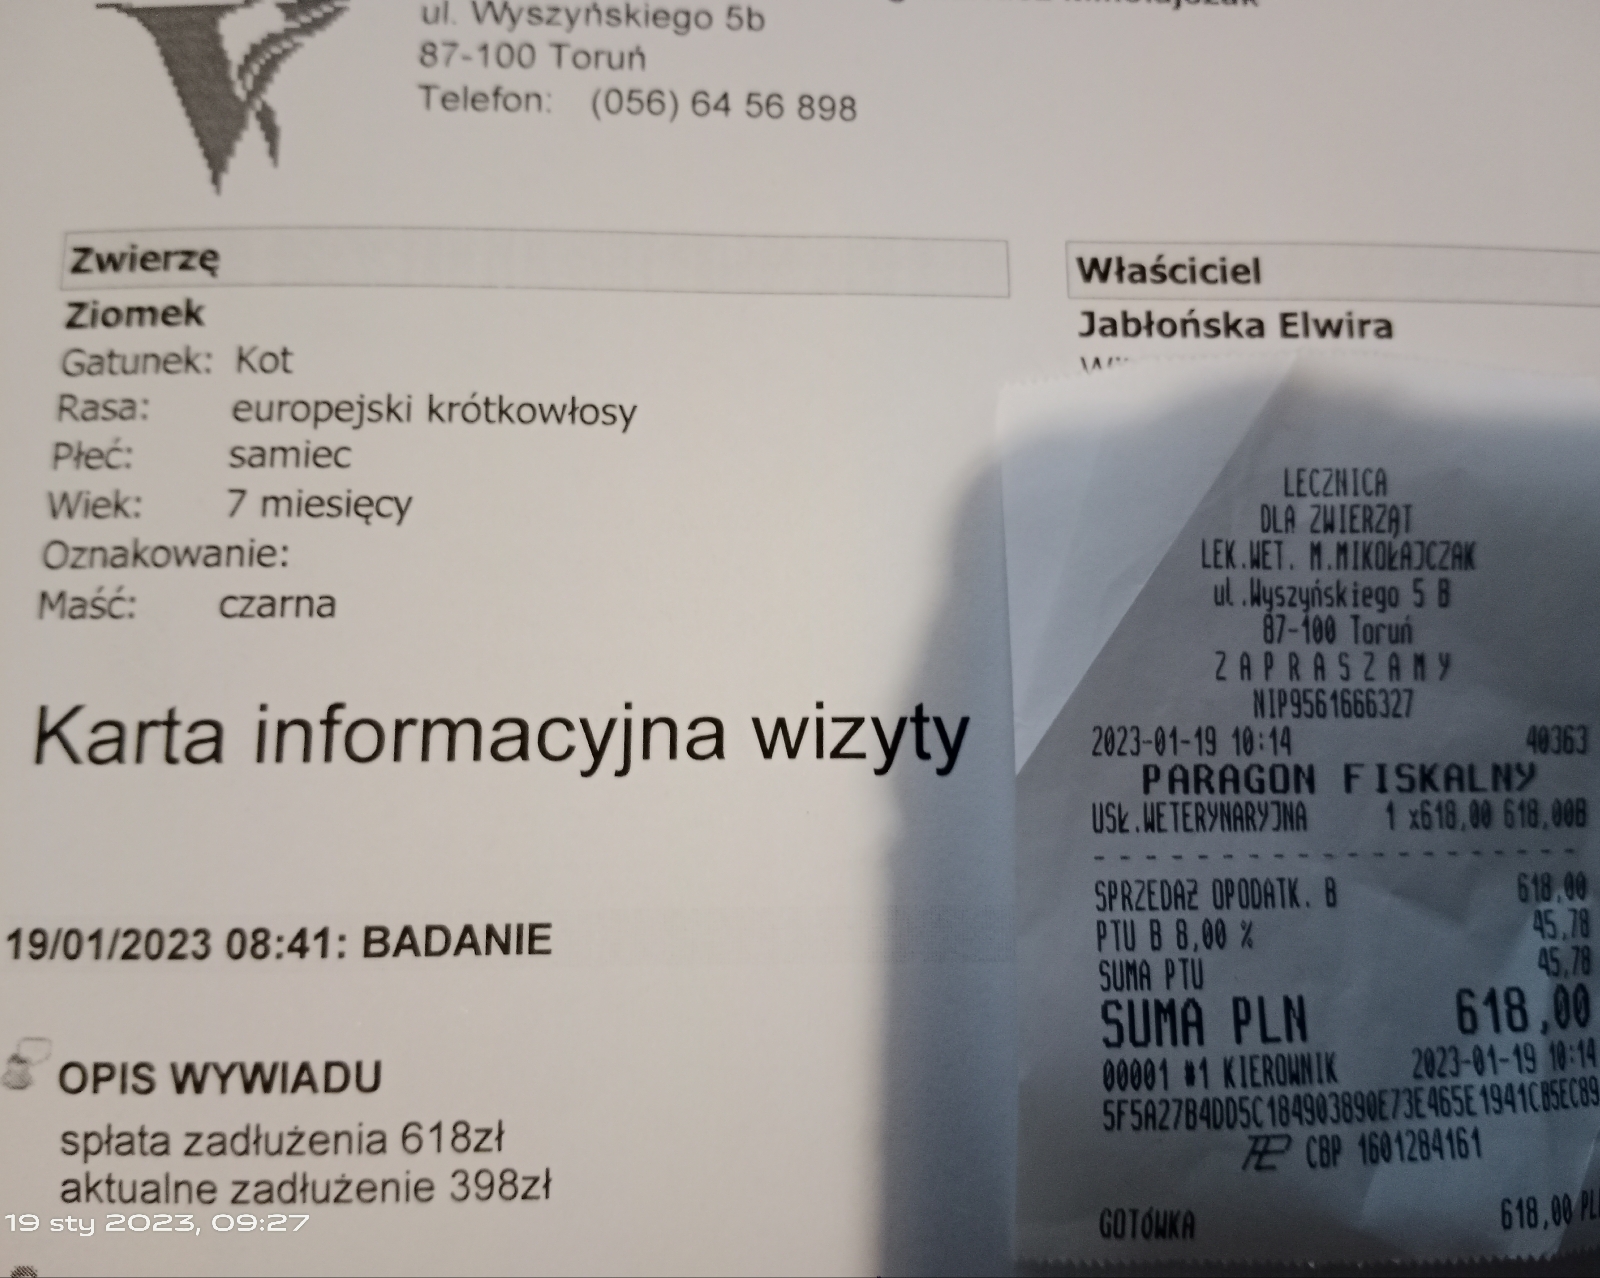 ul. Wyszyńskiego 5b
87-100 Toruń
Telefon: (056) 64 56 898
Zwierzę
Ziomek
Gatunek: Kot
Rasa: europejski krótkowłosy
Płeć: samiec
Wiek: 7 miesięcy
Oznakowanie:
Maść: czarna
Właściciel
Jabłońska Elwira
Karta informacyjna wizyty
19/01/2023 08:41: BADANIE
OPIS WYWIADU
spłata zadłużenia 618zł
aktualne zadłużenie 398zł
19 sty 2023, 09:27
LECZNICA
DLA ZWIERZĄT
LEK.WET. M.MIKOŁAJCZAK
ul.Wyszyńskiego 5 B
87-100 Toruń
Z A P R A S Z A M Y
NIP9561666327
2023-01-19 10:14 40363
PARAGON FISKALNY
USŁ.WETERYNARYJNA 1 x618,00 618,00B
SPRZEDAŻ OPODATK. B 618,00
PTU B 8,00 % 45,78
SUMA PTU 45,78
SUMA PLN 618,00
00001 #1 KIEROWNIK 2023-01-19 10:14
5F5A27B4DD5C184903890E73E465E1941CB5EC89
CBP 1601284161
GOTÓWKA 618,00 PL